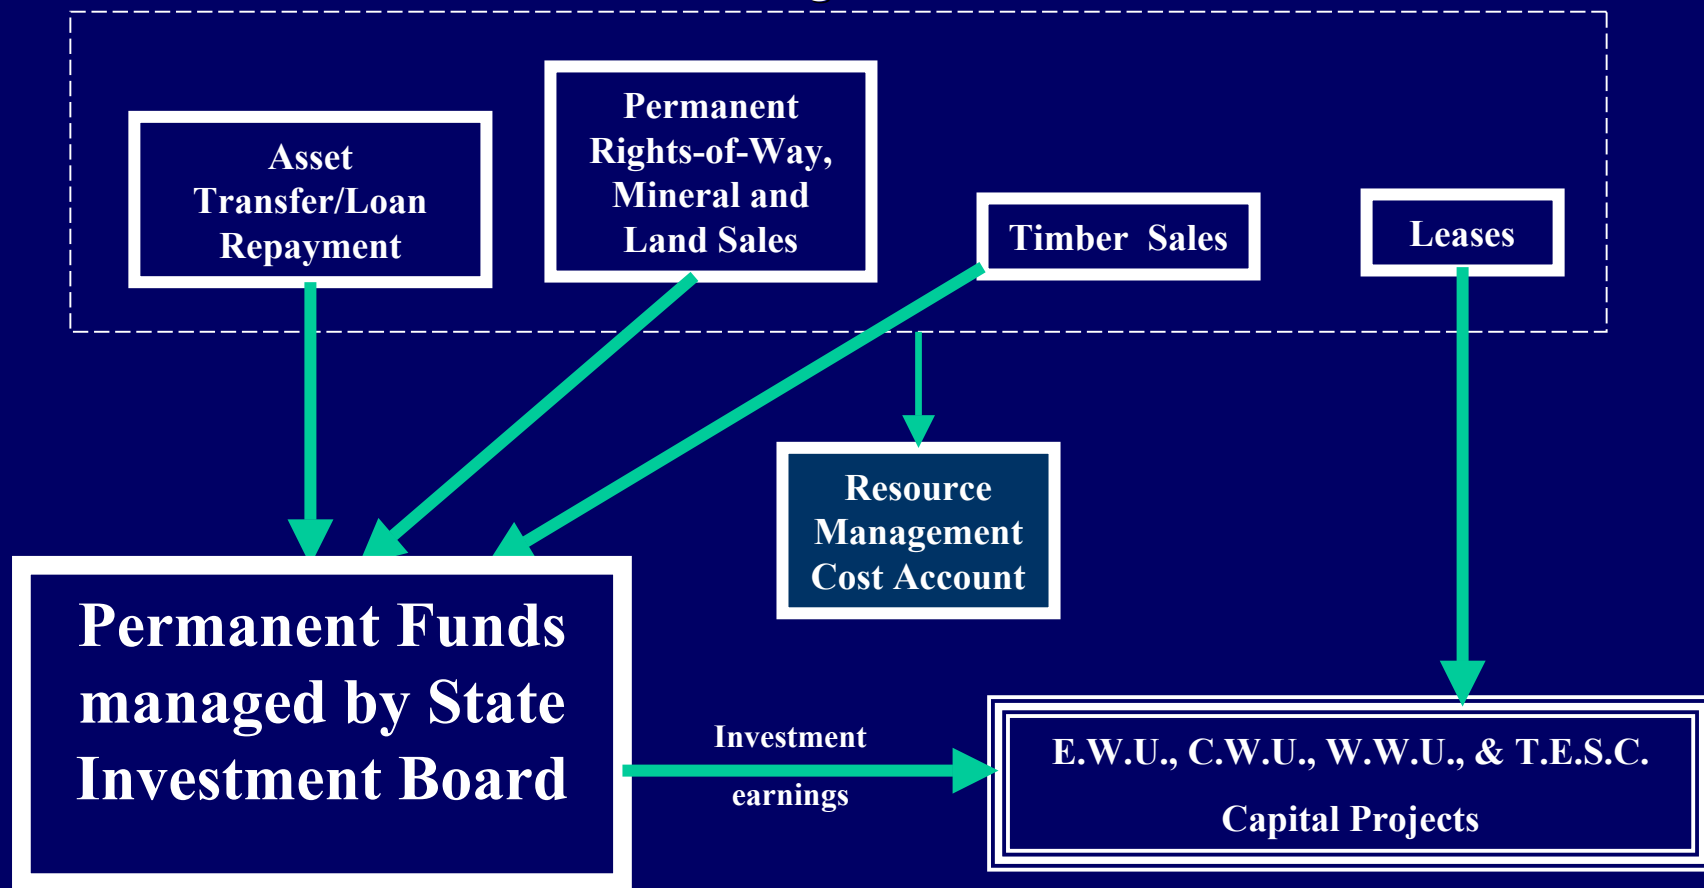 Asset
Transfer/Loan
Repayment
Permanent
Rights-of-Way,
Mineral and
Land Sales
Timber Sales
Leases
Resource
Management
Cost Account
Permanent Funds
managed by State
Investment Board
Investment
earnings
E.W.U., C.W.U., W.W.U., & T.E.S.C.
Capital Projects